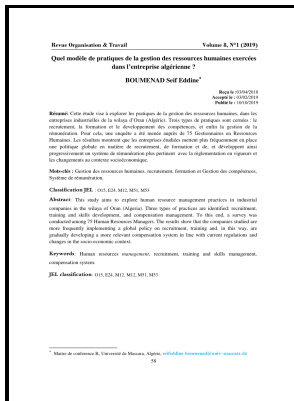 Revue Organisation & Travail Volume 8, N°1 (2019)
Quel modèle de pratiques de la gestion des ressources humaines exercées
dans l'entreprise algérienne ?
BOUMENAD Seif Eddine*
Reçu le :03/04/2018
Accepté le : 03/02/2019
Publié le : 10/10/2019
Résumé: Cette étude vise à explorer les pratiques de la gestion des ressources humaines, dans les
entreprises industrielles de la wilaya d'Oran (Algérie). Trois types de pratiques sont cernées : le
recrutement, la formation et le développement des compétences, et enfin la gestion de la
rémunération. Pour cela, une enquête a été menée auprès de 75 Gestionnaires en Ressources
Humaines. Les résultats montrent que les entreprises étudiées mettent plus fréquemment en place
une politique globale en matière de recrutement, de formation et de, et développent ainsi
progressivement un système de rémunération plus pertinent avec la réglementation en vigueurs et
les changements au contexte socioéconomique.
Mots-clés : Gestion des ressources humaines, recrutement, formation et Gestion des compétences,
Système de rémunération.
Classification JEL : O15, E24, M12, M51, M53
Abstract: This study aims to explore human resource management practices in industrial
companies in the wilaya of Oran (Algeria). Three types of practices are identified: recruitment,
training and skills development, and compensation management. To this end, a survey was
conducted among 75 Human Resources Managers. The results show that the companies studied are
more frequently implementing a global policy on recruitment, training and, in this way, are
gradually developing a more relevant compensation system in line with current regulations and
changes in the socio-economic context.
Keywords: Human resources management, recruitment, training and skills management,
compensation system.
JEL classification: O15, E24, M12, M12, M51, M53
* Maitre de conférence B, Université de Mascara, Algérie, seifeddine.boumenad@univ-mascara.dz
58